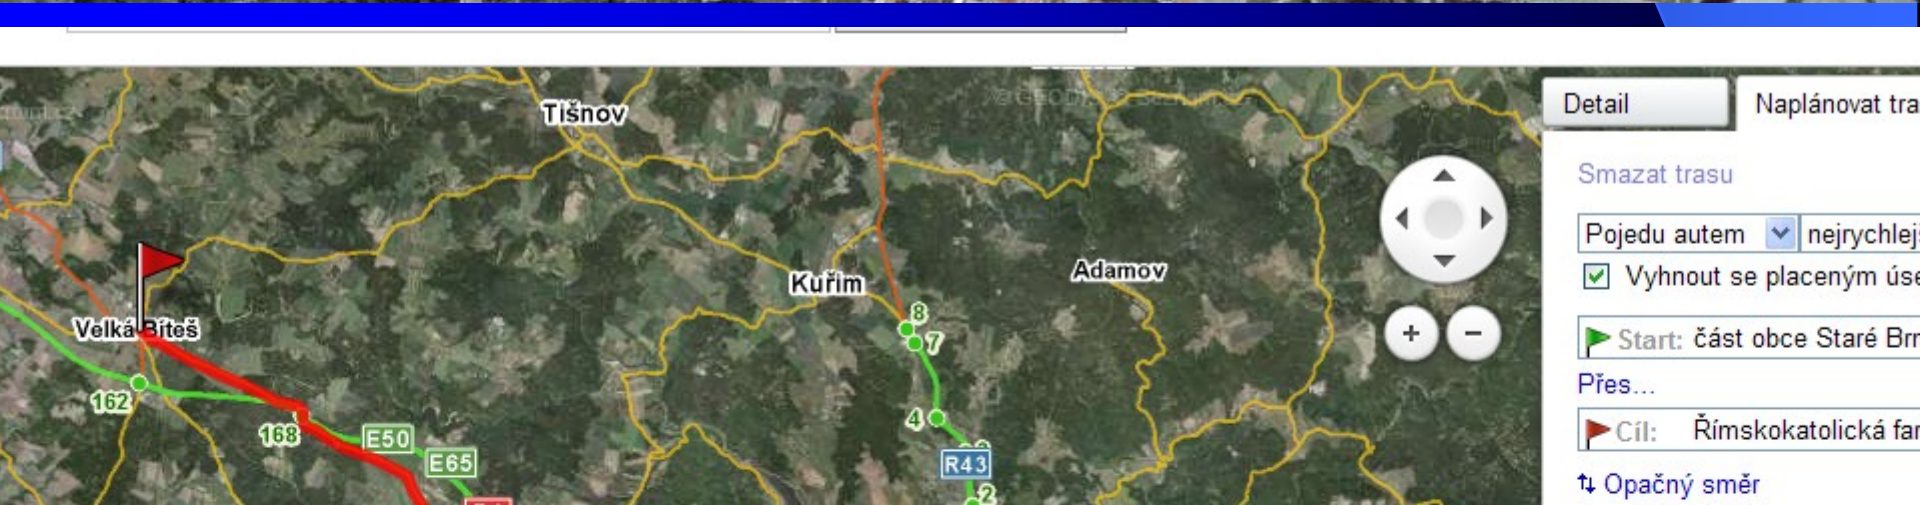 Tišnov
Kuřim
Adamov
Velká Bíteš
162
168
E50
E65
8
7
4
R43
2
Detail
Naplánovat tra
Smazat trasu
Pojedu autem
nejrychlej
Vyhnout se placeným úse
+
−
Start: část obce Staré Brn
Přes...
Cíl: Římskokatolická far
Opačný směr